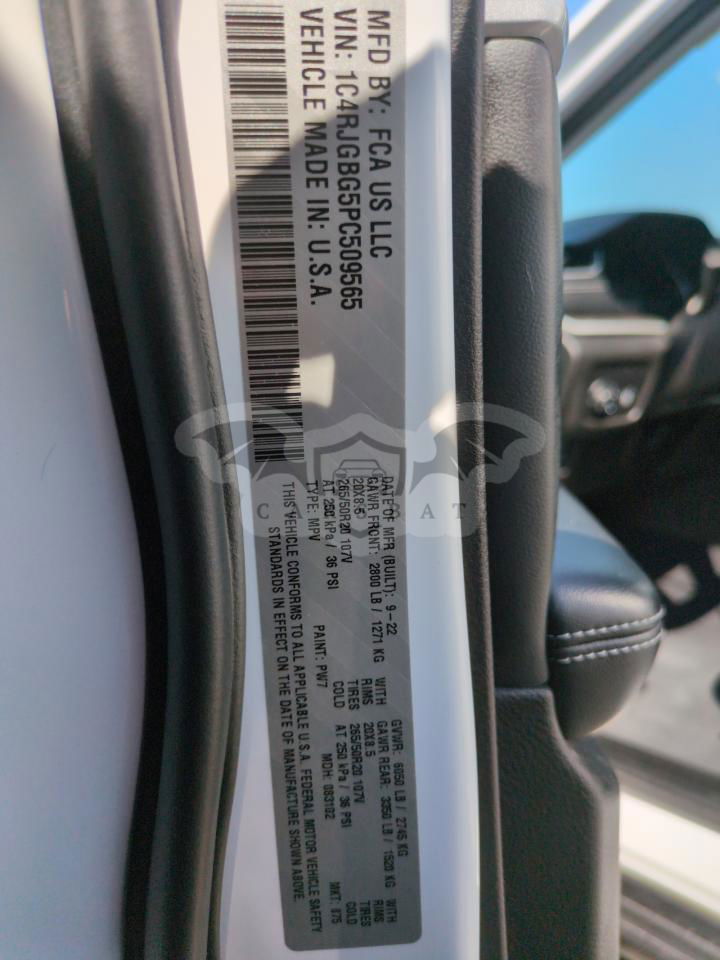 MFD BY: FCA US LLC
VIN: 1C4RJGBG5PC509565
VEHICLE MADE IN: U.S.A.
DATE OF MFR (BUILT): 9-22
GVWR: 6050 LB / 2745 KG
GAWR FRONT: 2800 LB / 1271 KG WITH
GAWR REAR: 3350 LB / 1520 KG WITH
20X8.5 RIMS
20X8.5 RIMS
265/50R20 107V TIRES
265/50R20 107V TIRES
AT 250 kPa / 36 PSI COLD
AT 250 kPa / 36 PSI COLD
TYPE: MPV PAINT: PW7 MDH: 083102 MKT: 875
THIS VEHICLE CONFORMS TO ALL APPLICABLE U.S.A. FEDERAL MOTOR VEHICLE SAFETY
STANDARDS IN EFFECT ON THE DATE OF MANUFACTURE SHOWN ABOVE.